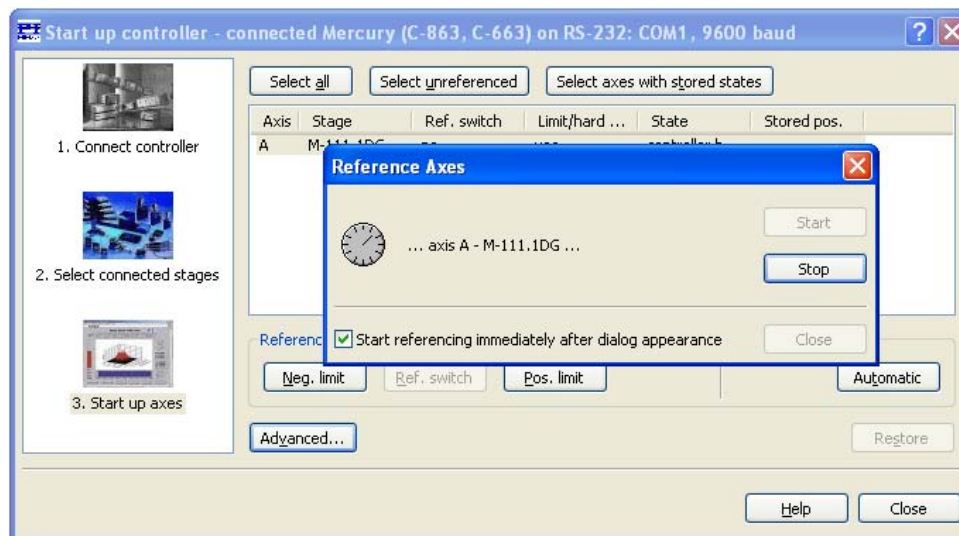 Start up controller - connected Mercury (C-863, C-663) on RS-232: COM1, 9600 baud
1. Connect controller
2. Select connected stages
3. Start up axes
Select all
Select unreferenced
Select axes with stored states
Axis Stage Ref. switch Limit/hard ... State Stored pos.
A M-111.1DG
Reference Axes
... axis A - M-111.1DG ...
Start
Stop
Start referencing immediately after dialog appearance
Close
Neg. limit
Ref. switch
Pos. limit
Automatic
Advanced...
Restore
Help
Close